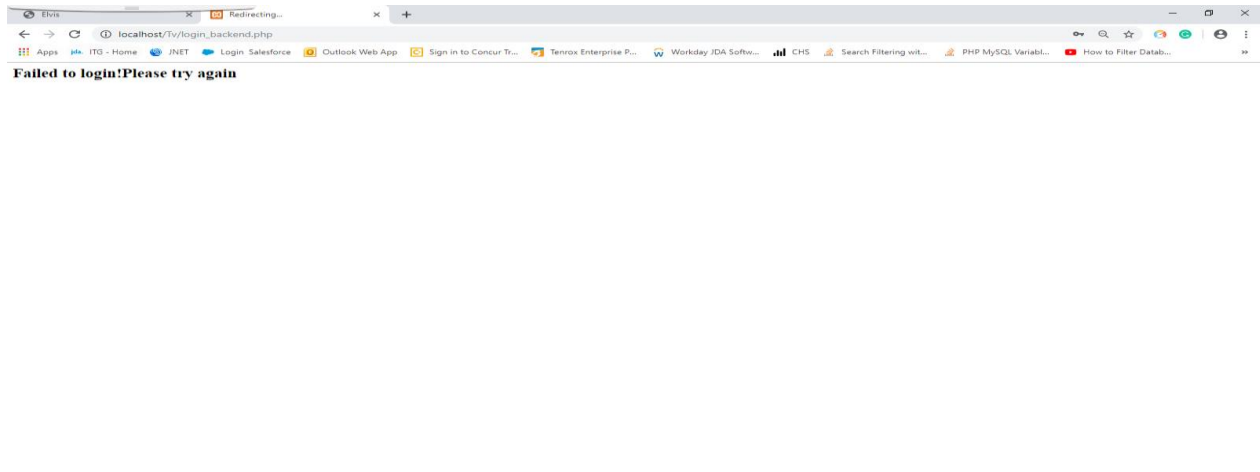 Elvis
Redirecting...
localhost/Tv/login_backend.php
Apps ITG - Home JNET Login Salesforce Outlook Web App Sign in to Concur Tr... Tenrox Enterprise P... Workday JDA Softw... CHS Search Filtering wit... PHP MySQL Variabl... How to Filter Datab...
Failed to login!Please try again